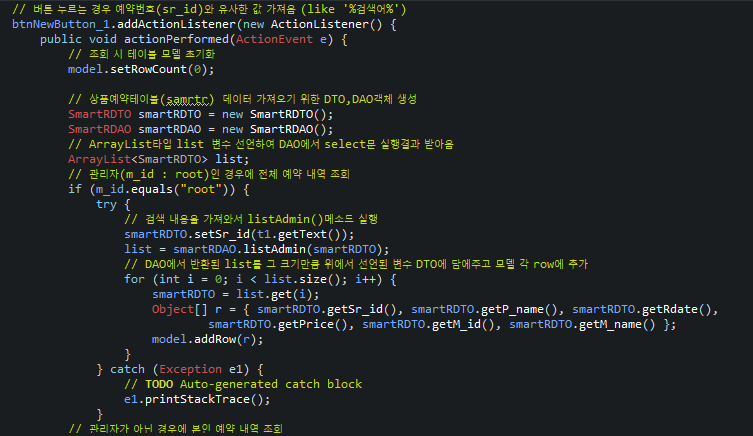 // 버튼 누르는 경우 예약번호(sr_id)와 유사한 값 가져옴 (like '%검색어%')
btnNewButton_1.addActionListener(new ActionListener() {
public void actionPerformed(ActionEvent e) {
// 조회 시 테이블 모델 초기화
model.setRowCount(0);
// 상품예약테이블(samrtr) 데이터 가져오기 위한 DTO,DAO객체 생성
SmartRDTO smartRDTO = new SmartRDTO();
SmartRDAO smartRDAO = new SmartRDAO();
// ArrayList타입 list 변수 선언하여 DAO에서 select문 실행결과 받아옴
ArrayList<SmartRDTO> list;
// 관리자(m_id : root)인 경우에 전체 예약 내역 조회
if (m_id.equals("root")) {
try {
// 검색 내용을 가져와서 listAdmin()메소드 실행
smartRDTO.setSr_id(t1.getText());
list = smartRDAO.listAdmin(smartRDTO);
// DAO에서 반환된 list를 그 크기만큼 위에서 선언된 변수 DTO에 담에주고 모델 각 row에 추가
for (int i = 0; i < list.size(); i++) {
smartRDTO = list.get(i);
Object[] r = { smartRDTO.getSr_id(), smartRDTO.getP_name(), smartRDTO.getRdate(),
smartRDTO.getPrice(), smartRDTO.getM_id(), smartRDTO.getM_name() };
model.addRow(r);
}
} catch (Exception e1) {
// TODO Auto-generated catch block
e1.printStackTrace();
}
// 관리자가 아닌 경우에 본인 예약 내역 조회